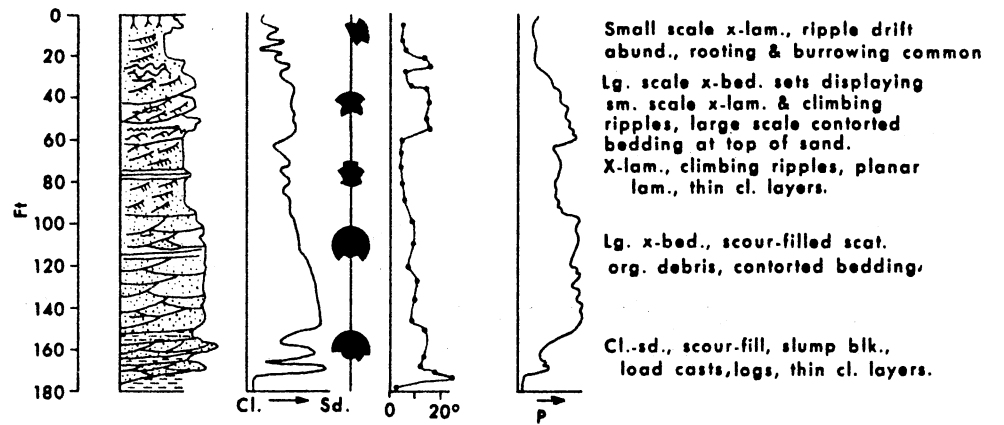 0
20
40
60
80
100
120
140
160
180
Ft
Cl. Sd.
0 20°
P
Small scale x-lam., ripple drift
abund., rooting & burrowing common
Lg. scale x-bed. sets displaying
sm. scale x-lam. & climbing
ripples, large scale contorted
bedding at top of sand.
X-lam., climbing ripples, planar
lam., thin cl. layers.
Lg. x-bed., scour-filled scat.
org. debris, contorted bedding,
Cl.-sd., scour-fill, slump blk.,
load casts,logs, thin cl. layers.